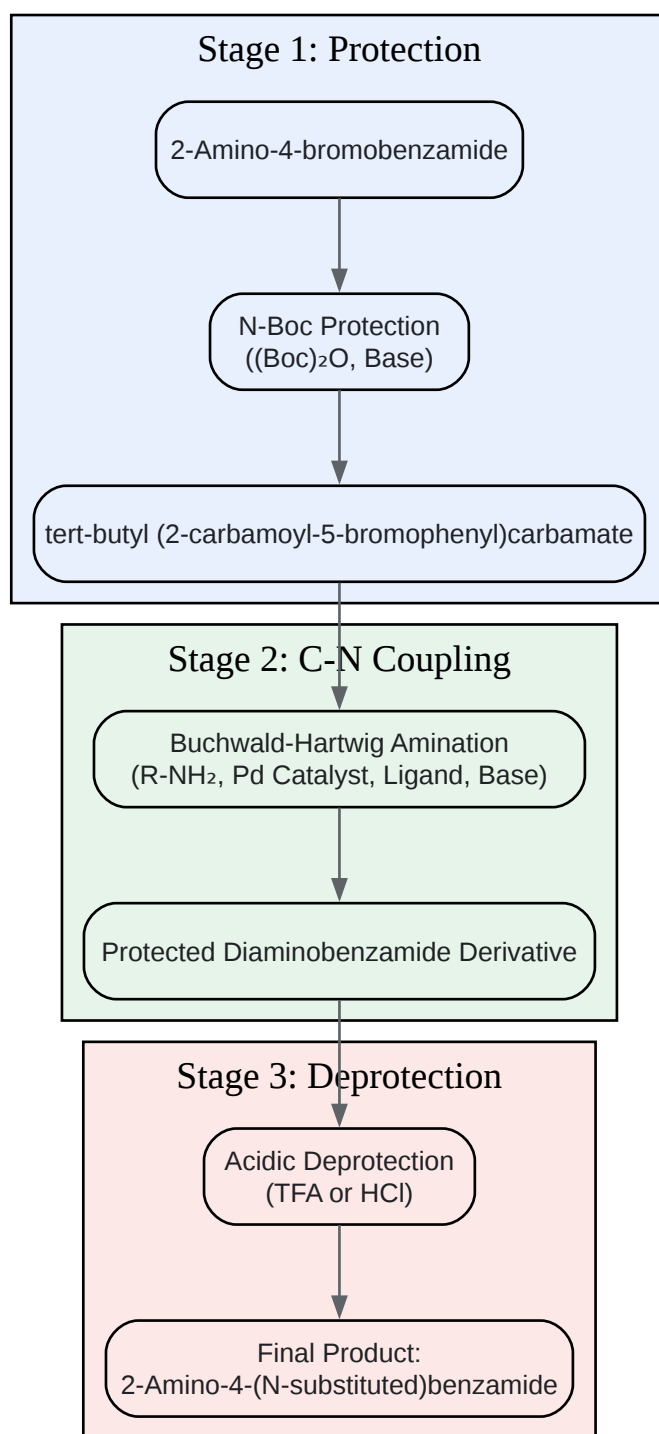 Stage 1: Protection
2-Amino-4-bromobenzamide
N-Boc Protection
((Boc)₂O, Base)
tert-butyl (2-carbamoyl-5-bromophenyl)carbamate
Stage 2: C-N Coupling
Buchwald-Hartwig Amination
(R-NH₂, Pd Catalyst, Ligand, Base)
Protected Diaminobenzamide Derivative
Stage 3: Deprotection
Acidic Deprotection
(TFA or HCl)
Final Product:
2-Amino-4-(N-substituted)benzamide